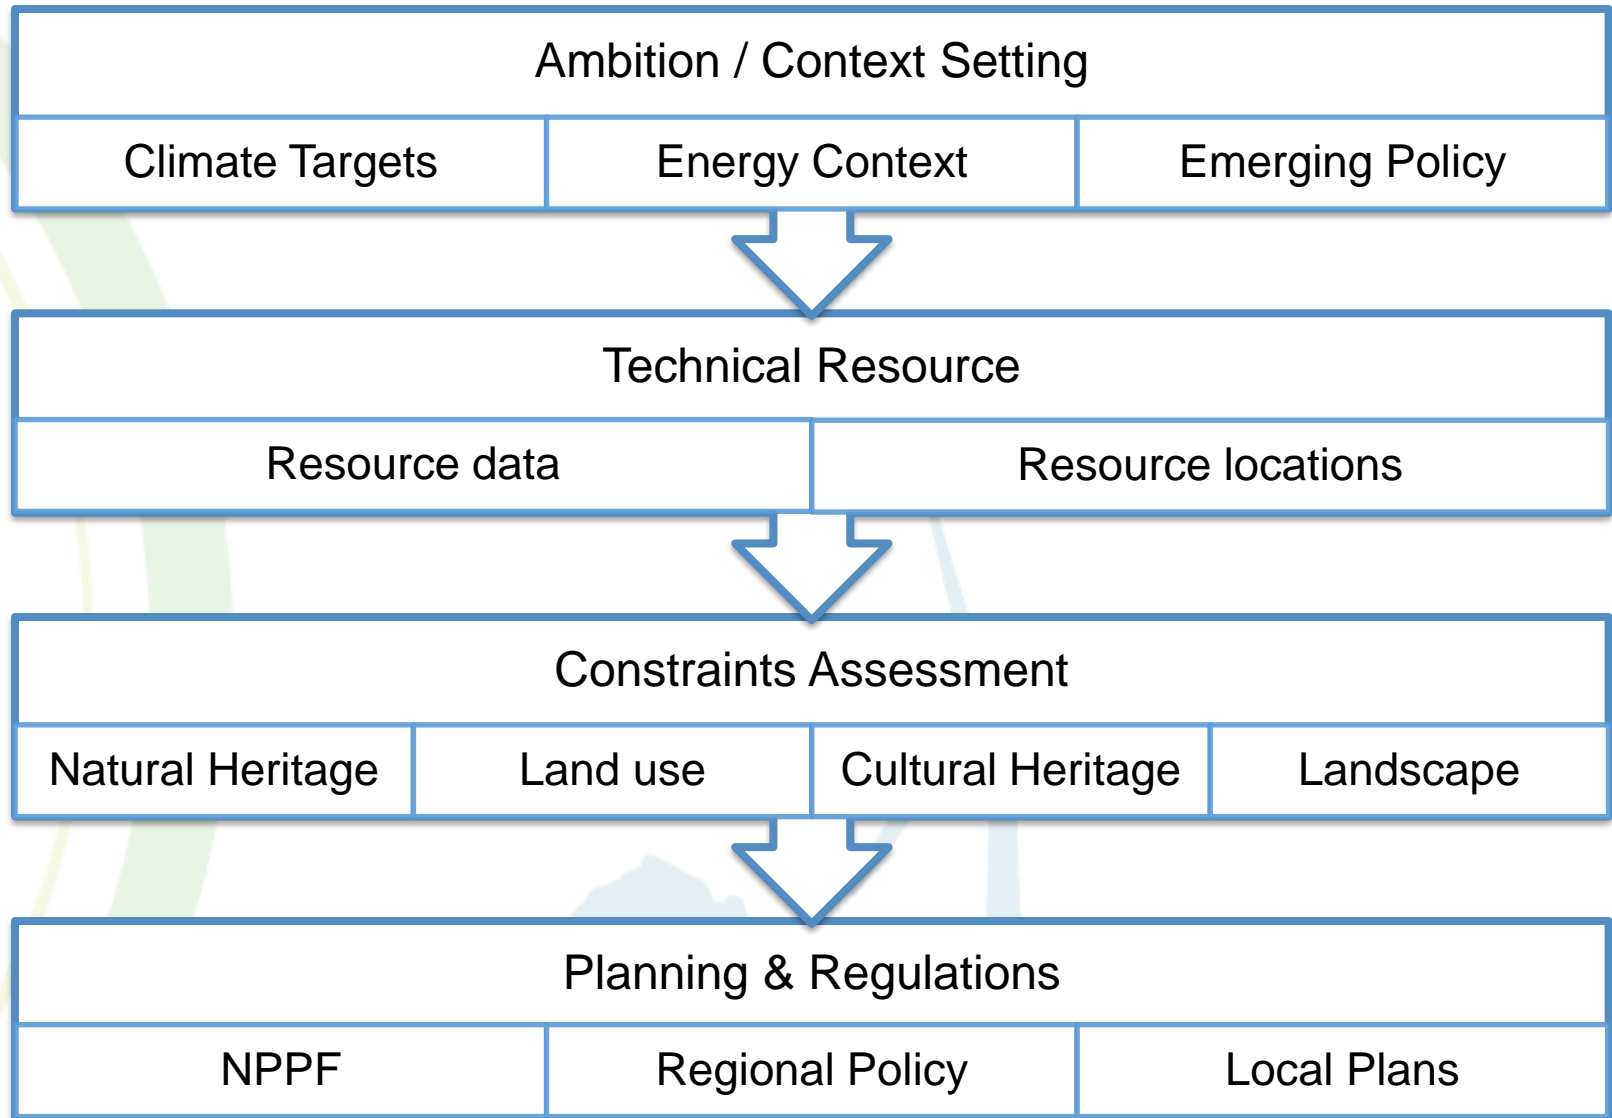 Ambition / Context Setting
Climate Targets
Energy Context
Emerging Policy
Technical Resource
Resource data
Resource locations
Constraints Assessment
Natural Heritage
Land use
Cultural Heritage
Landscape
Planning & Regulations
NPPF
Regional Policy
Local Plans